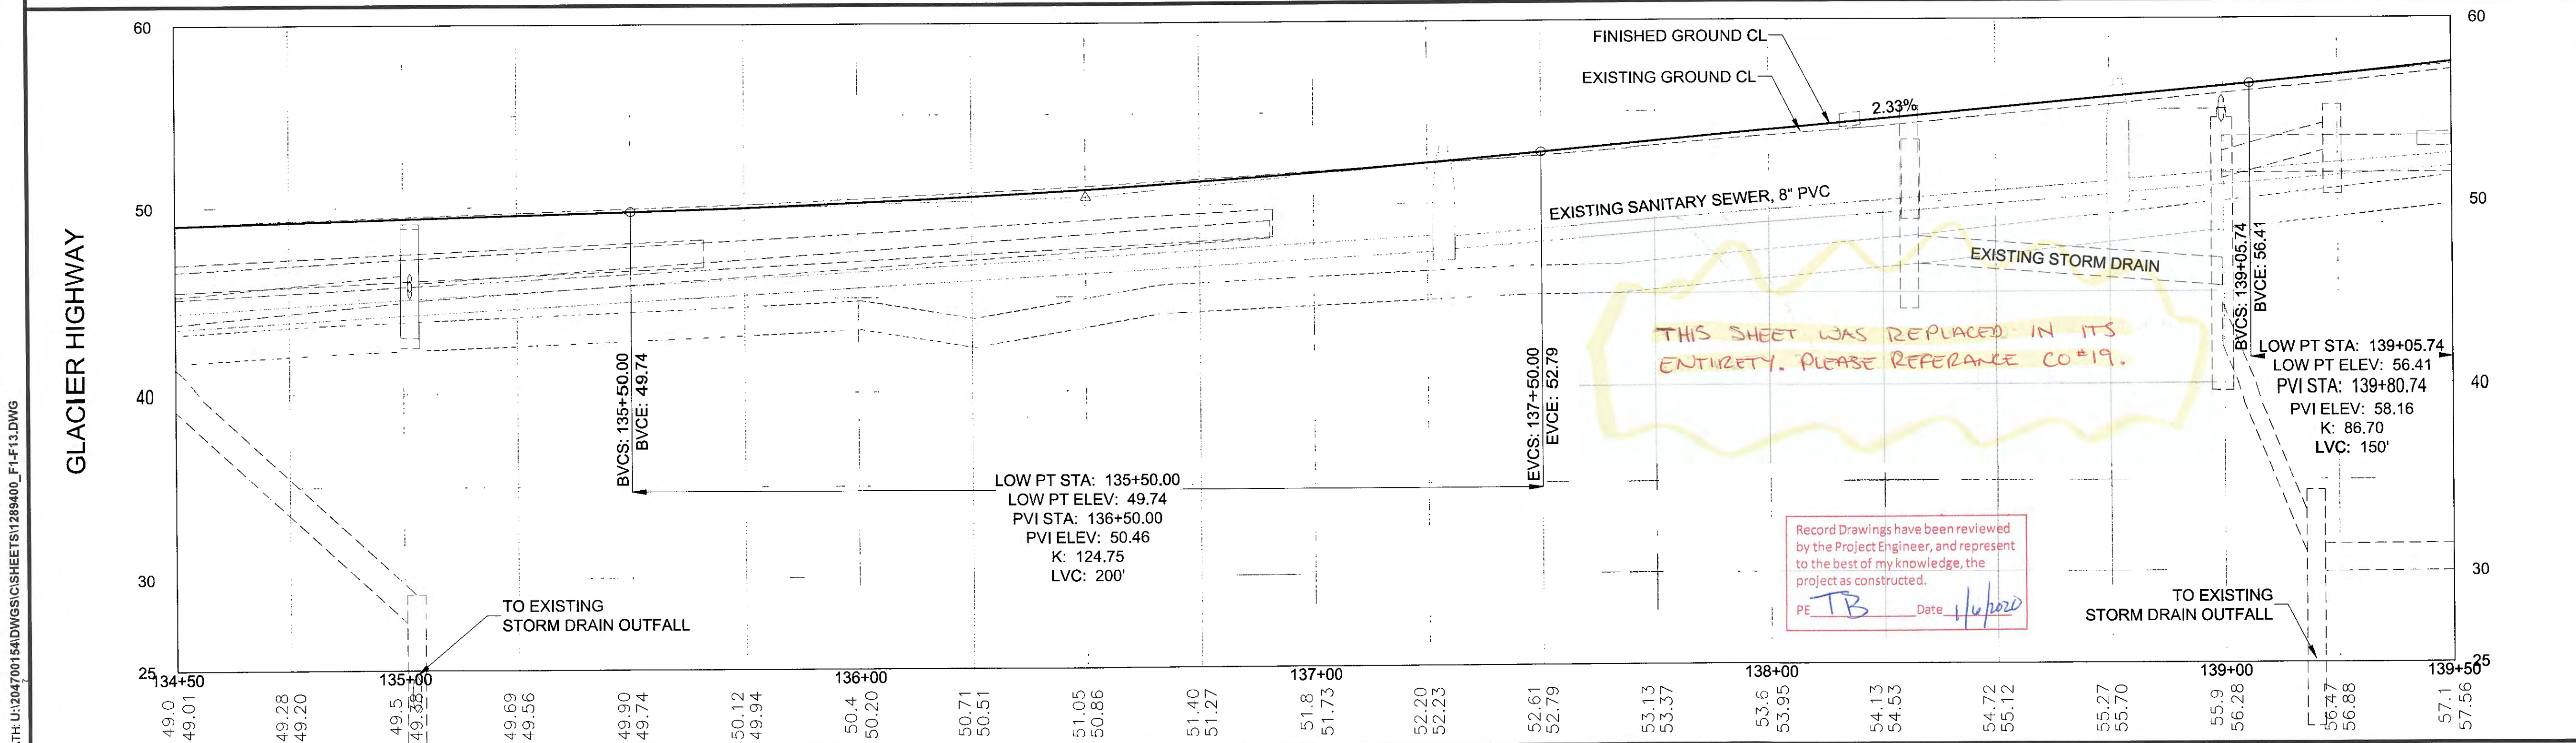 60
60
FINISHED GROUND CL
EXISTING GROUND CL
2.33%
50
50
EXISTING SANITARY SEWER, 8" PVC
EXISTING STORM DRAIN
GLACIER HIGHWAY
THIS SHEET WAS REPLACED IN ITS
ENTIRETY. PLEASE REFERANCE CO #19.
BVCS: 139+05.74
BVCE: 56.41
LOW PT STA: 139+05.74
LOW PT ELEV: 56.41
PVI STA: 139+80.74
PVI ELEV: 58.16
K: 86.70
LVC: 150'
40
40
BVCS: 135+50.00
BVCE: 49.74
EVCS: 137+50.00
EVCE: 52.79
LOW PT STA: 135+50.00
LOW PT ELEV: 49.74
PVI STA: 136+50.00
PVI ELEV: 50.46
K: 124.75
LVC: 200'
Record Drawings have been reviewed
by the Project Engineer, and represent
to the best of my knowledge, the
project as constructed.
PE TB Date 1/6/2020
30
30
TO EXISTING
STORM DRAIN OUTFALL
TO EXISTING
STORM DRAIN OUTFALL
25
25
134+50
135+00
136+00
137+00
138+00
139+00
139+50
49.0
49.01
49.28
49.20
49.5
49.38
49.69
49.56
49.90
49.74
50.12
49.94
50.4
50.20
50.71
50.51
51.05
50.86
51.40
51.27
51.8
51.73
52.20
52.23
52.61
52.79
53.13
53.37
53.6
53.95
54.13
54.53
54.72
55.12
55.27
55.70
55.9
56.28
56.47
56.88
57.1
57.56
ATH: U:\204700154\DWGS\C\SHEETS\1289400_F1-F13.DWG